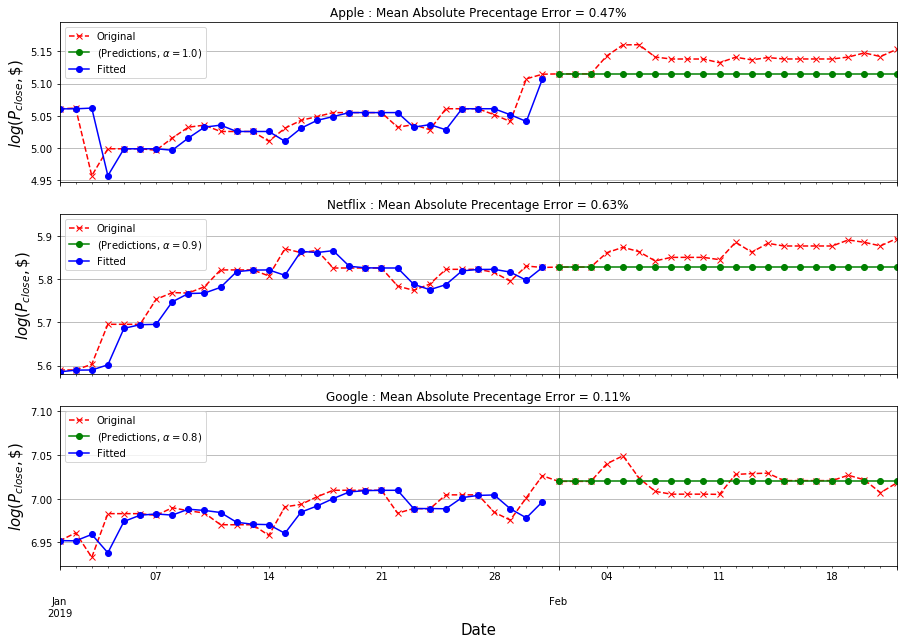 Apple : Mean Absolute Precentage Error = 0.47%
Original
(Predictions, α = 1.0)
Fitted
5.15
5.10
5.05
5.00
4.95
log(P_close, $)
Netflix : Mean Absolute Precentage Error = 0.63%
Original
(Predictions, α = 0.9)
Fitted
5.9
5.8
5.7
5.6
log(P_close, $)
Google : Mean Absolute Precentage Error = 0.11%
Original
(Predictions, α = 0.8)
Fitted
7.10
7.05
7.00
6.95
log(P_close, $)
07 14 21 28 04 11 18
Jan Feb
2019
Date